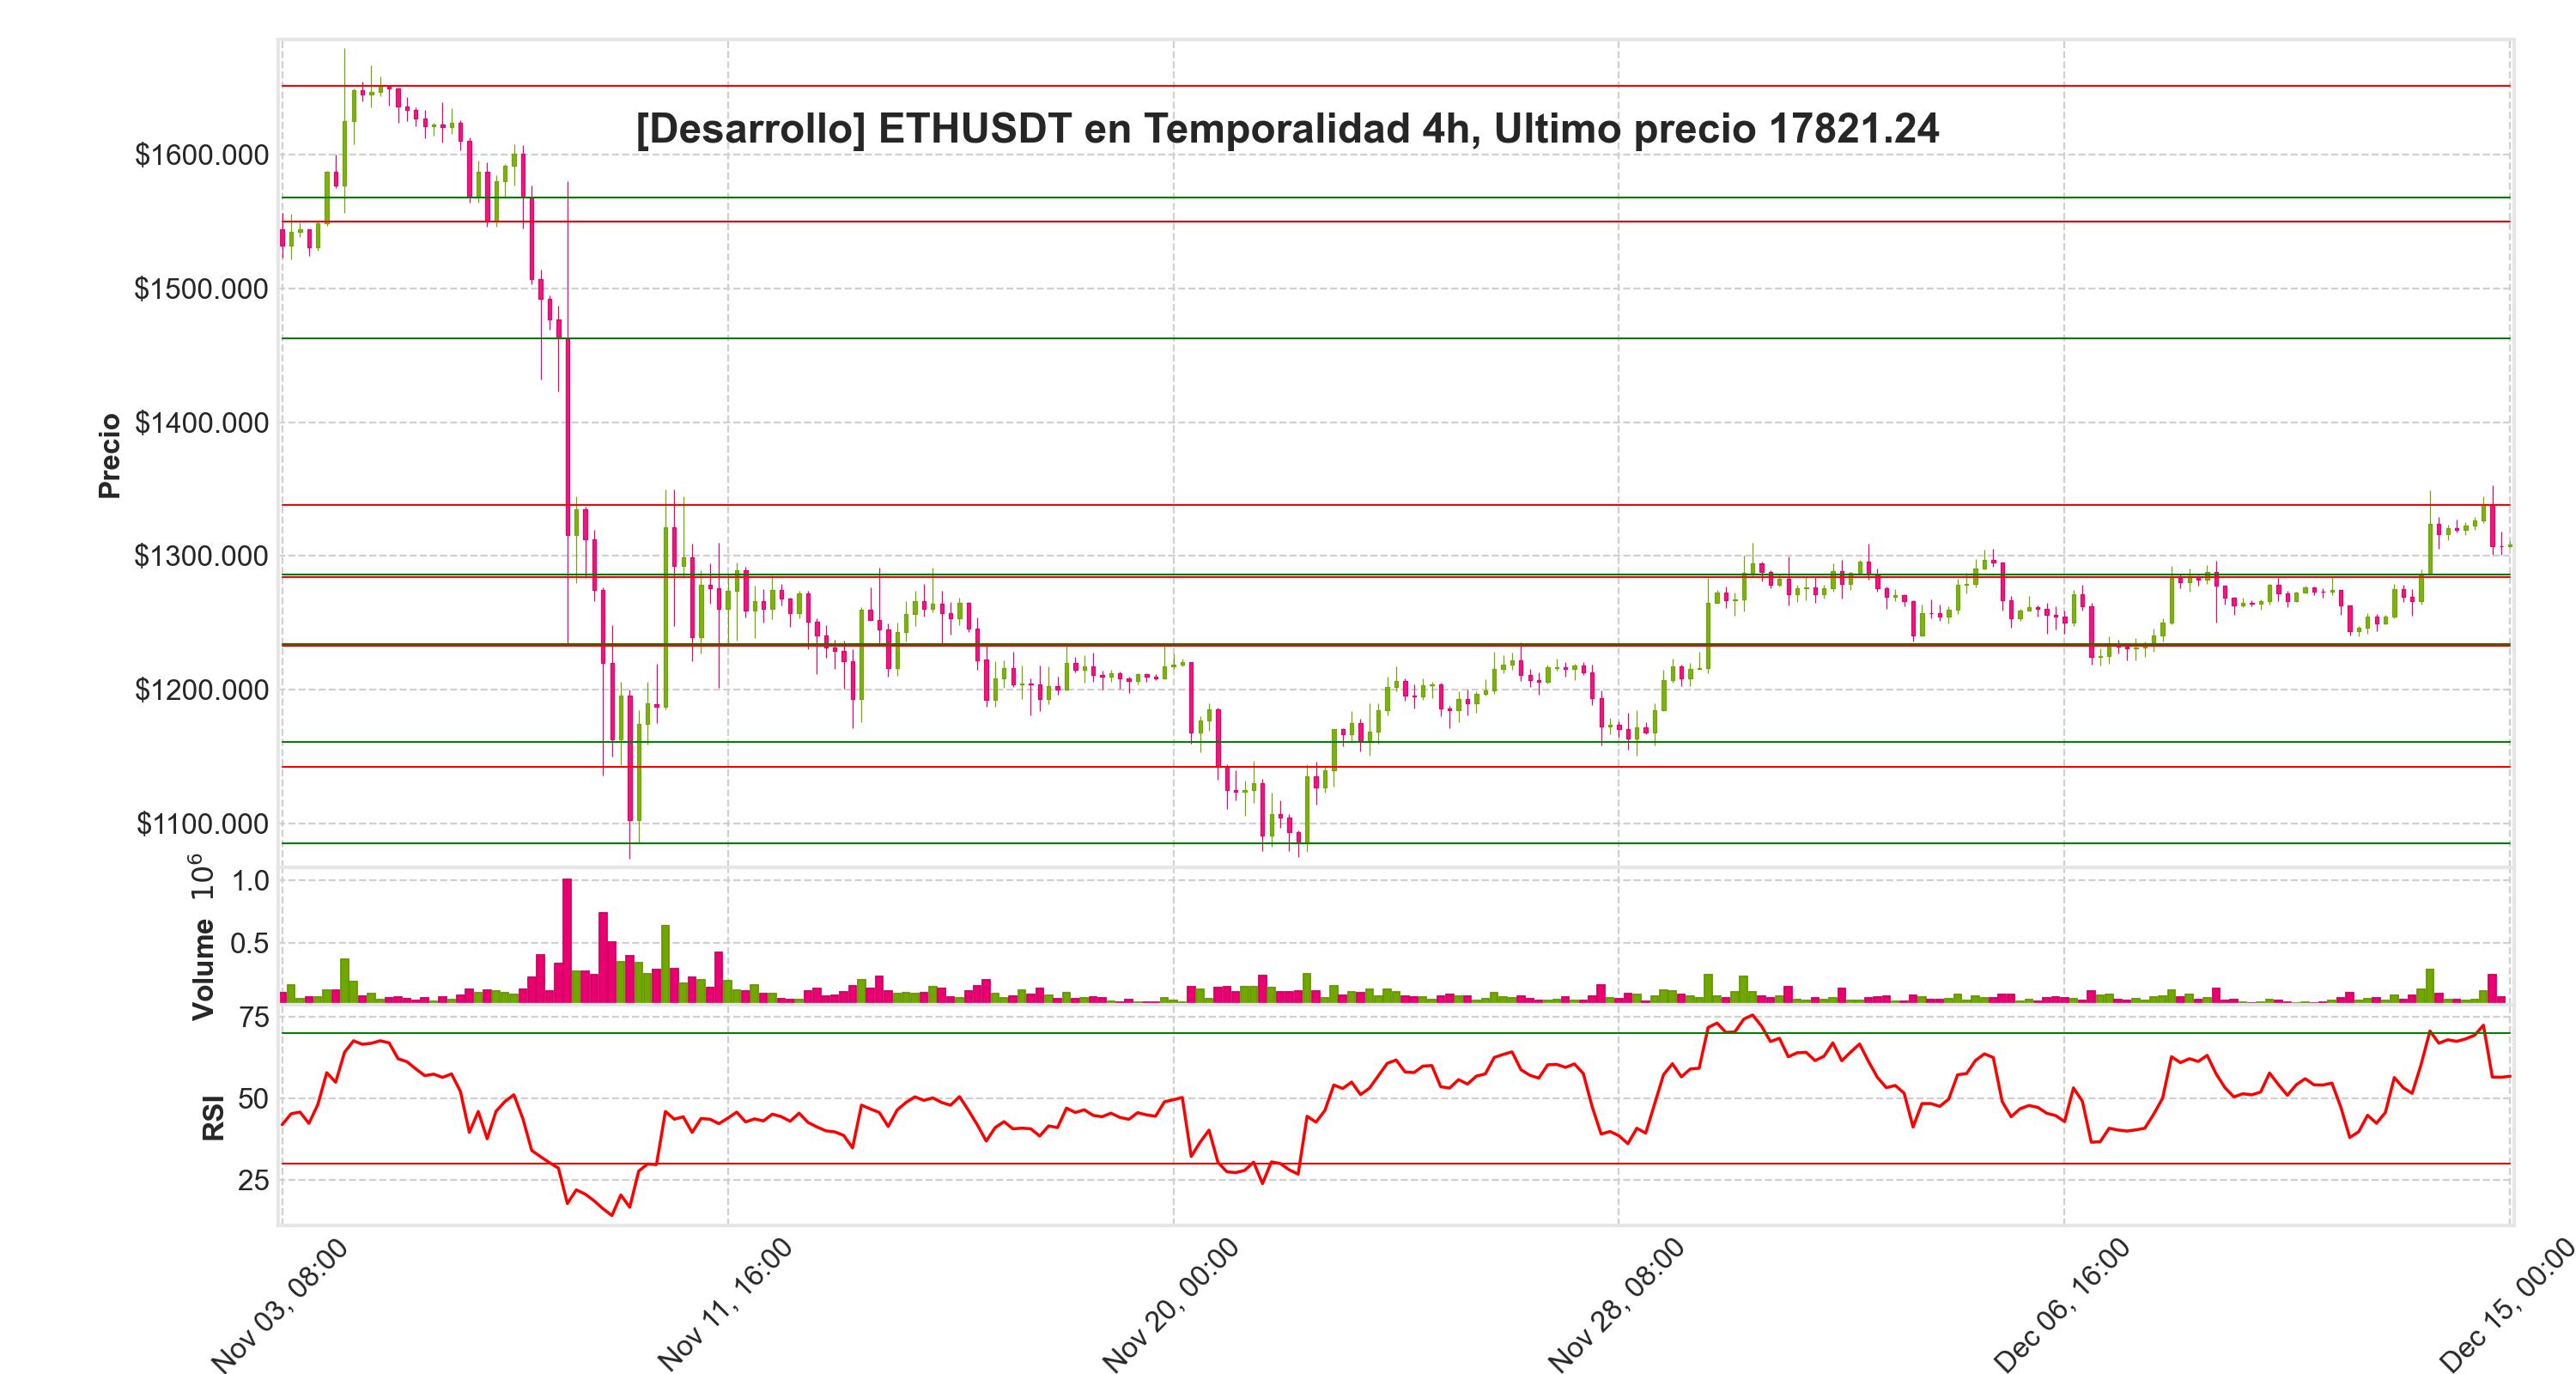 [Desarrollo] ETHUSDT en Temporalidad 4h, Ultimo precio 17821.24
Precio
$1600.000
$1500.000
$1400.000
$1300.000
$1200.000
$1100.000
Volume 10^6
1.0
0.5
RSI
75
50
25
Nov 03, 08:00
Nov 11, 16:00
Nov 20, 00:00
Nov 28, 08:00
Dec 06, 16:00
Dec 15, 00:00